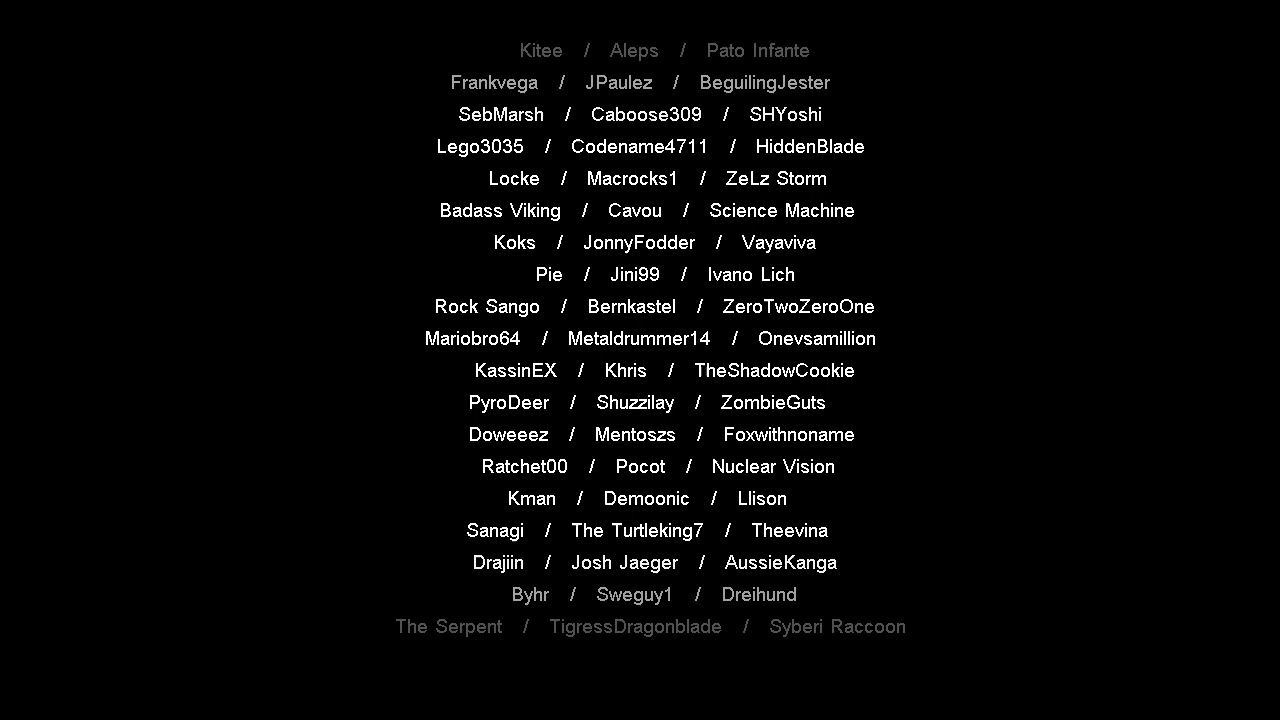 Kitee / Aleps / Pato Infante
Frankvega / JPaulez / BeguilingJester
SebMarsh / Caboose309 / SHYoshi
Lego3035 / Codename4711 / HiddenBlade
Locke / Macrocks1 / ZeLz Storm
Badass Viking / Cavou / Science Machine
Koks / JonnyFodder / Vayaviva
Pie / Jini99 / Ivano Lich
Rock Sango / Bernkastel / ZeroTwoZeroOne
Mariobro64 / Metaldrummer14 / Onevsamillion
KassinEX / Khris / TheShadowCookie
PyroDeer / Shuzzilay / ZombieGuts
Doweeez / Mentoszs / Foxwithnoname
Ratchet00 / Pocot / Nuclear Vision
Kman / Demoonic / Llison
Sanagi / The Turtleking7 / Theevina
Drajiin / Josh Jaeger / AussieKanga
Byhr / Sweguy1 / Dreihund
The Serpent / TigressDragonblade / Syberi Raccoon